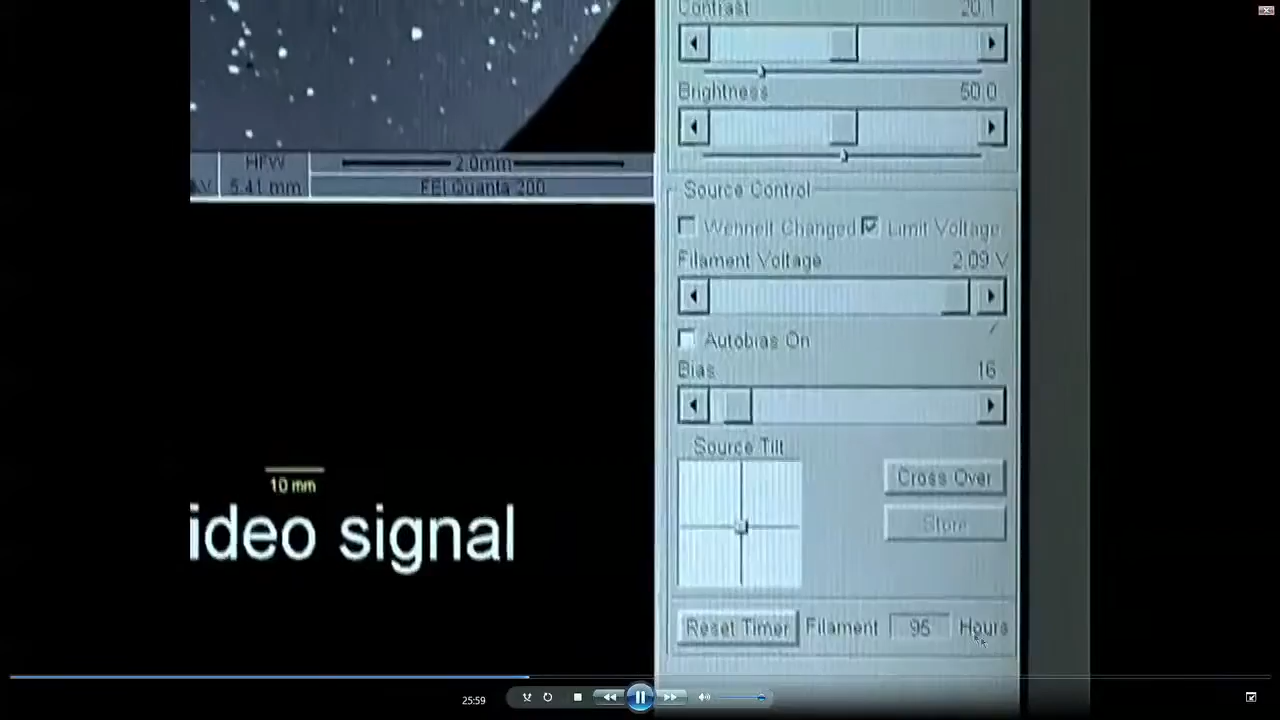 Contrast 20.1
Brightness 50.0
HFW 2.0mm
5.41 mm FEI Quanta 200
Source Control
Wehnelt Changed Limit Voltage
Filament Voltage 2.09 V
Autobias On
Bias 16
Source Tilt
Cross Over
10 mm
Store
ideo signal
Reset Timer Filament 95 Hours
25:59